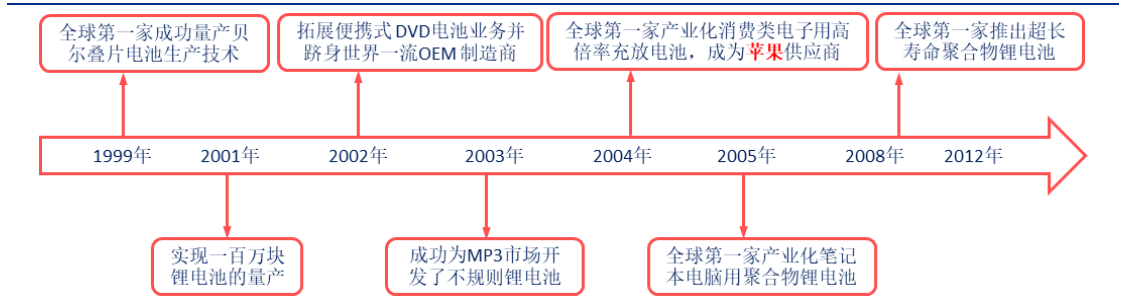 全球第一家成功量产贝
尔叠片电池生产技术
拓展便携式DVD电池业务并
跻身世界一流OEM制造商
全球第一家产业化消费类电子用高
倍率充放电池，成为苹果供应商
全球第一家推出超长
寿命聚合物锂电池
1999年 2001年 2002年 2003年 2004年 2005年 2008年 2012年
实现一百万块
锂电池的量产
成功为MP3市场开
发了不规则锂电池
全球第一家产业化笔记
本电脑用聚合物锂电池